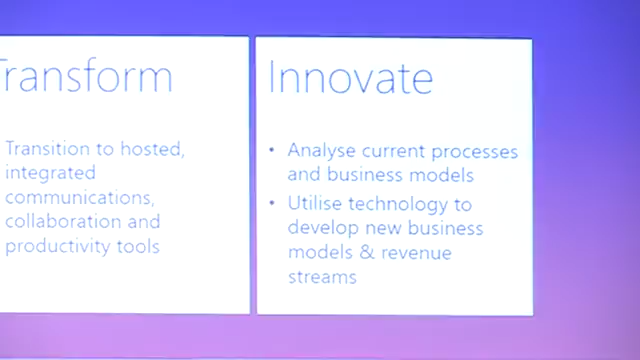 Transform
Transition to hosted,
integrated
communications,
collaboration and
productivity tools
Innovate
• Analyse current processes
and business models
• Utilise technology to
develop new business
models & revenue
streams